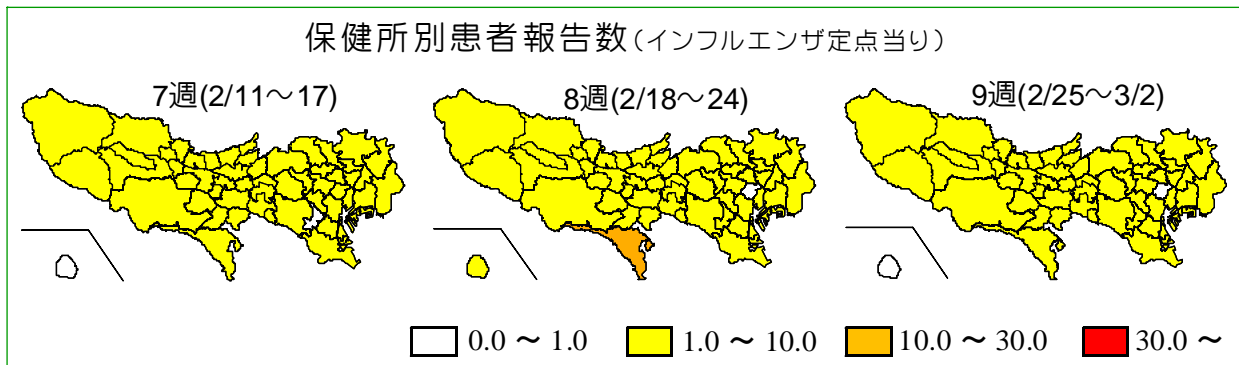 保健所別患者報告数(インフルエンザ定点当り)
7週(2/11～17)
8週(2/18～24)
9週(2/25～3/2)
0.0 ～ 1.0
1.0 ～ 10.0
10.0 ～ 30.0
30.0 ～